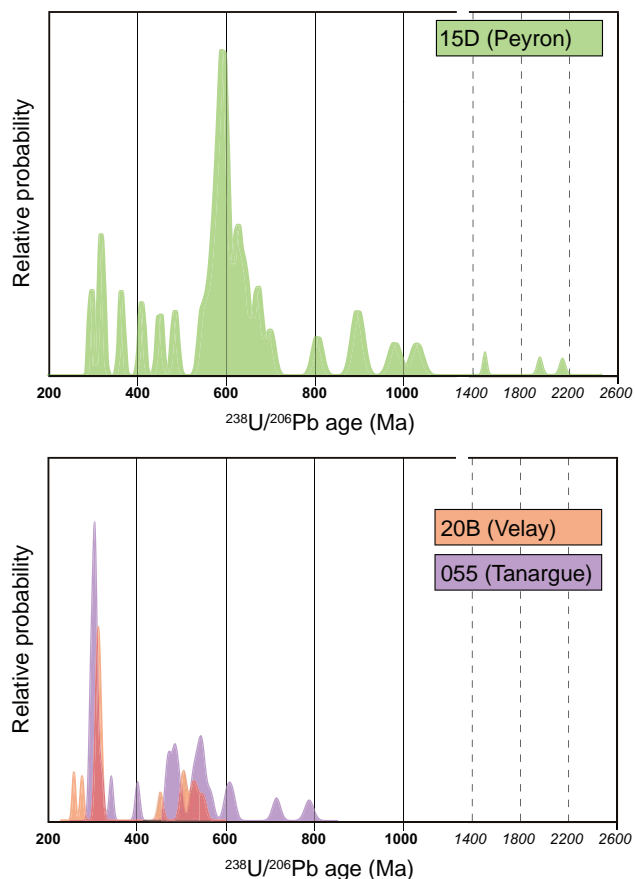 15D (Peyron)
Relative probability
200 400 600 800 1000 1400 1800 2200 2600
²³⁸U/²⁰⁶Pb age (Ma)
20B (Velay)
055 (Tanargue)
Relative probability
200 400 600 800 1000 1400 1800 2200 2600
²³⁸U/²⁰⁶Pb age (Ma)